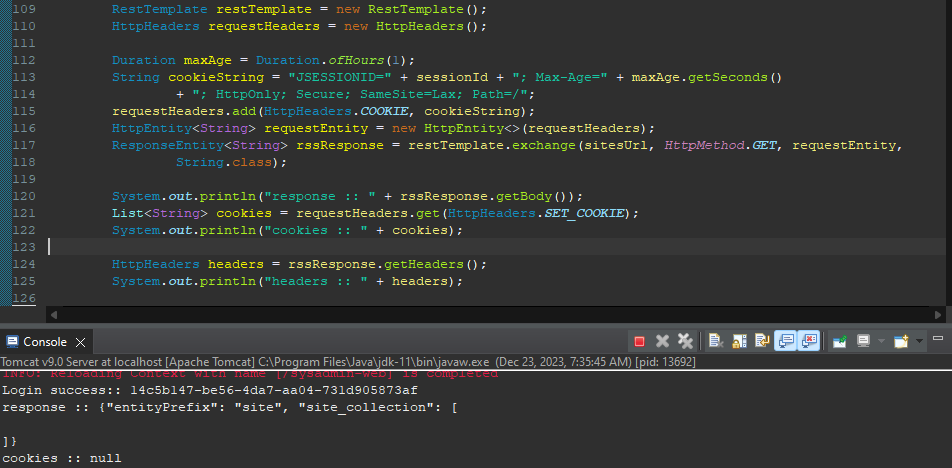 109 RestTemplate restTemplate = new RestTemplate();
110 HttpHeaders requestHeaders = new HttpHeaders();
111
112 Duration maxAge = Duration.ofHours(1);
113 String cookieString = "JSESSIONID=" + sessionId + "; Max-Age=" + maxAge.getSeconds()
114 + "; HttpOnly; Secure; SameSite=Lax; Path=/";
115 requestHeaders.add(HttpHeaders.COOKIE, cookieString);
116 HttpEntity<String> requestEntity = new HttpEntity<>(requestHeaders);
117 ResponseEntity<String> rssResponse = restTemplate.exchange(sitesUrl, HttpMethod.GET, requestEntity,
118 String.class);
119
120 System.out.println("response :: " + rssResponse.getBody());
121 List<String> cookies = requestHeaders.get(HttpHeaders.SET_COOKIE);
122 System.out.println("cookies :: " + cookies);
123
124 HttpHeaders headers = rssResponse.getHeaders();
125 System.out.println("headers :: " + headers);
126
Console
Tomcat v9.0 Server at localhost [Apache Tomcat] C:\Program Files\Java\jdk-11\bin\javaw.exe (Dec 23, 2023, 7:35:45 AM) [pid: 13692]
INFO: Reloading Context with name [/sysadmin-web] is completed
Login success:: 14c5b147-be56-4da7-aa04-731d905873af
response :: {"entityPrefix": "site", "site_collection": [
]}
cookies :: null